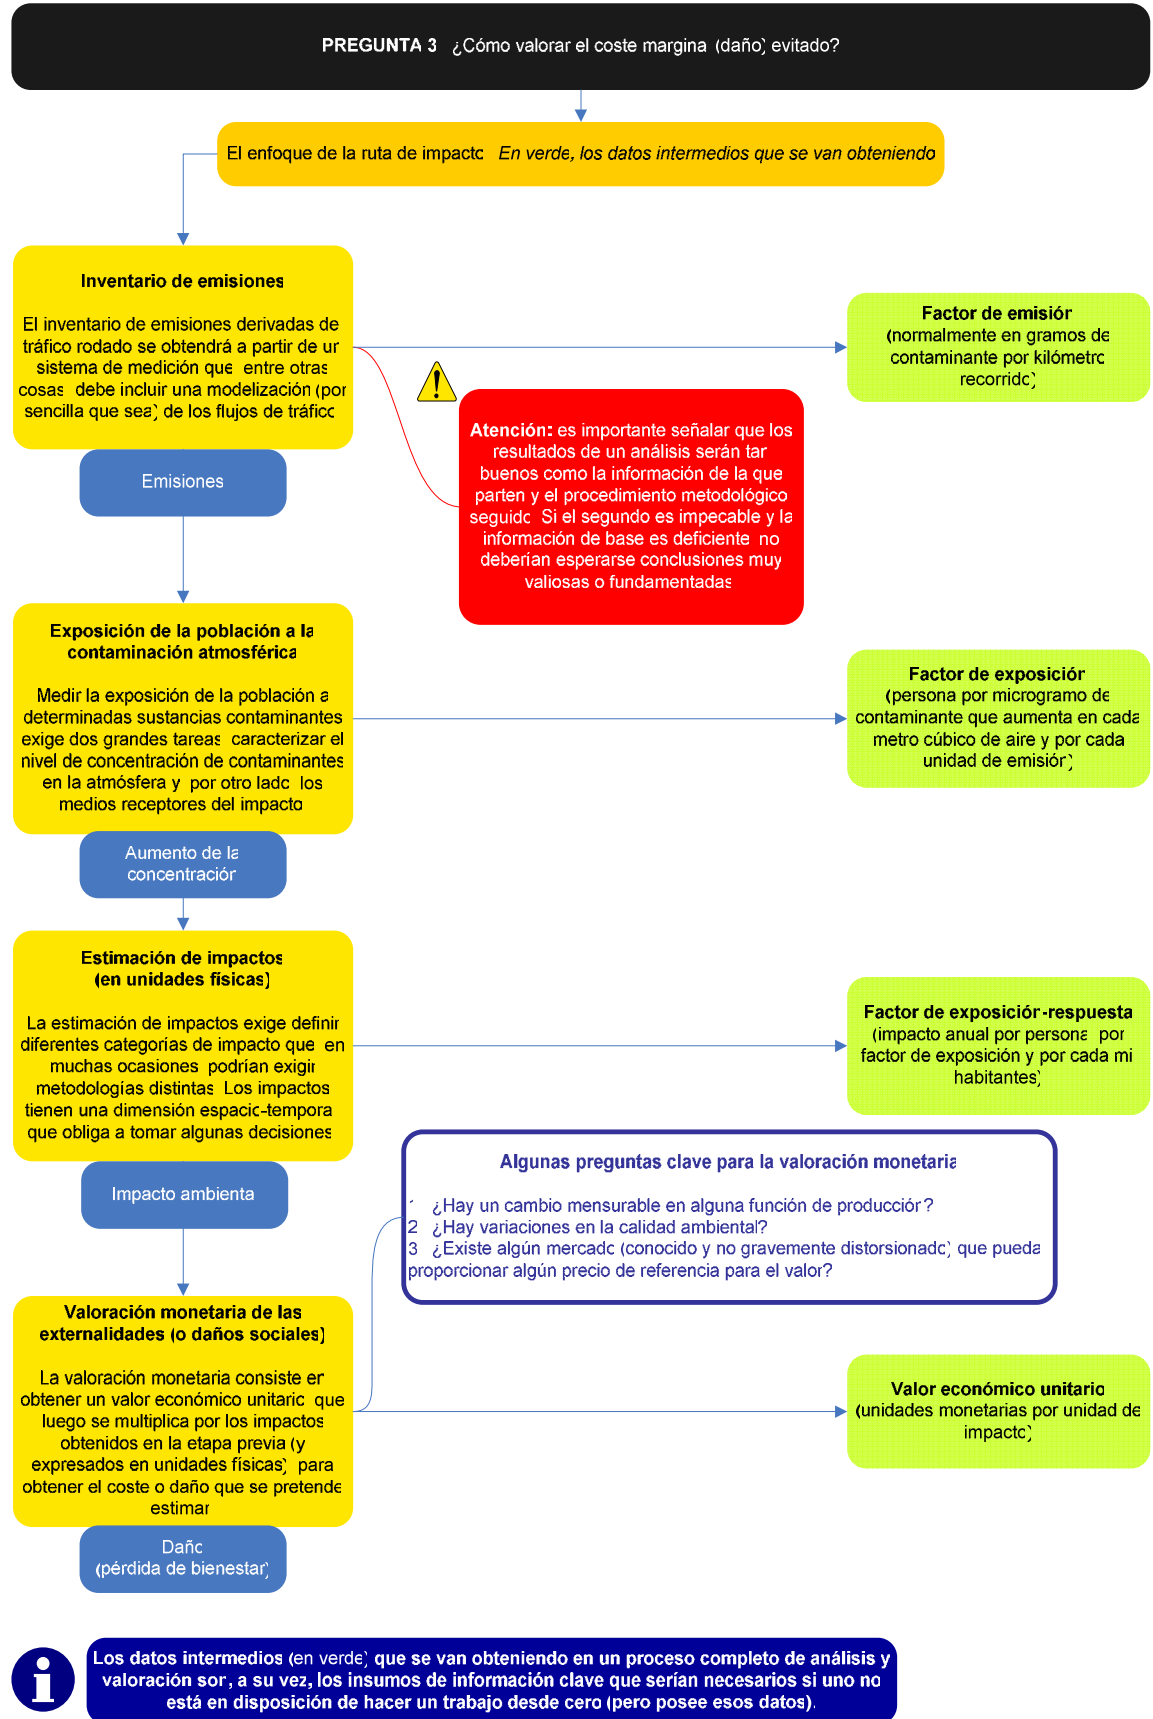 PREGUNTA 3 ¿Cómo valorar el coste margina (daño) evitado?
El enfoque de la ruta de impacto En verde, los datos intermedios que se van obteniendo
Inventario de emisiones
El inventario de emisiones derivadas de
tráfico rodado se obtendrá a partir de un
sistema de medición que entre otras
cosas debe incluir una modelización (por
sencilla que sea) de los flujos de tráfico
Emisiones
Factor de emisión
(normalmente en gramos de
contaminante por kilómetro
recorrido)
Atención: es importante señalar que los
resultados de un análisis serán tan
buenos como la información de la que
parten y el procedimiento metodológico
seguido Si el segundo es impecable y la
información de base es deficiente no
deberían esperarse conclusiones muy
valiosas o fundamentadas
Exposición de la población a la
contaminación atmosférica
Medir la exposición de la población a
determinadas sustancias contaminantes
exige dos grandes tareas caracterizar el
nivel de concentración de contaminantes
en la atmósfera y por otro lado los
medios receptores del impacto
Aumento de la
concentración
Factor de exposición
(persona por microgramo de
contaminante que aumenta en cada
metro cúbico de aire y por cada
unidad de emisión)
Estimación de impactos
(en unidades físicas)
La estimación de impactos exige definir
diferentes categorías de impacto que en
muchas ocasiones podrían exigir
metodologías distintas Los impactos
tienen una dimensión espacio-tempora
que obliga a tomar algunas decisiones
Impacto ambienta
Factor de exposición-respuesta
(impacto anual por persona por
factor de exposición y por cada mi
habitantes)
Algunas preguntas clave para la valoración monetaria
1 ¿Hay un cambio mensurable en alguna función de producción?
2 ¿Hay variaciones en la calidad ambiental?
3 ¿Existe algún mercado (conocido y no gravemente distorsionado) que pueda
proporcionar algún precio de referencia para el valor?
Valoración monetaria de las
externalidades (o daños sociales)
La valoración monetaria consiste en
obtener un valor económico unitario que
luego se multiplica por los impactos
obtenidos en la etapa previa (y
expresados en unidades físicas) para
obtener el coste o daño que se pretende
estimar
Daño
(pérdida de bienestar)
Valor económico unitario
(unidades monetarias por unidad de
impacto)
i
Los datos intermedios (en verde) que se van obteniendo en un proceso completo de análisis y
valoración son, a su vez, los insumos de información clave que serían necesarios si uno no
está en disposición de hacer un trabajo desde cero (pero posee esos datos).